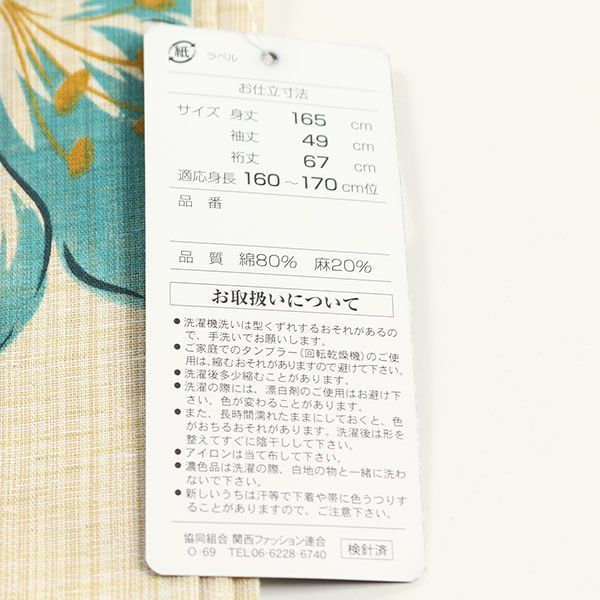 紙 ラベル
お仕立寸法
サイズ 身丈 165 cm
袖丈 49 cm
裄丈 67 cm
適応身長 160～170cm位
品番
品質 綿80% 麻20%
お取扱いについて
●洗濯機洗いは型くずれするおそれがあるの
で、手洗いでお願いします。
●ご家庭でのタンブラー(回転乾燥機)のご使
用は、縮むおそれがありますので避けて下さい。
●洗濯後多少縮むことがあります。
●洗濯の際には、漂白剤のご使用はお避け下
さい。色が変わることがあります。
●また、長時間濡れたままにしておくと、色
がおちるおそれがあります。洗濯後は形を
整えてすぐに陰干しして下さい。
●アイロンは当て布して下さい。
●濃色品は洗濯の際、白地の物と一緒に洗わ
ないで下さい。
●新しいうちは汗等で下着や帯に色うつりす
ることがありますので、ご注意下さい。
協同組合 関西ファッション連合
O-69 TEL06-6228-6740 検針済